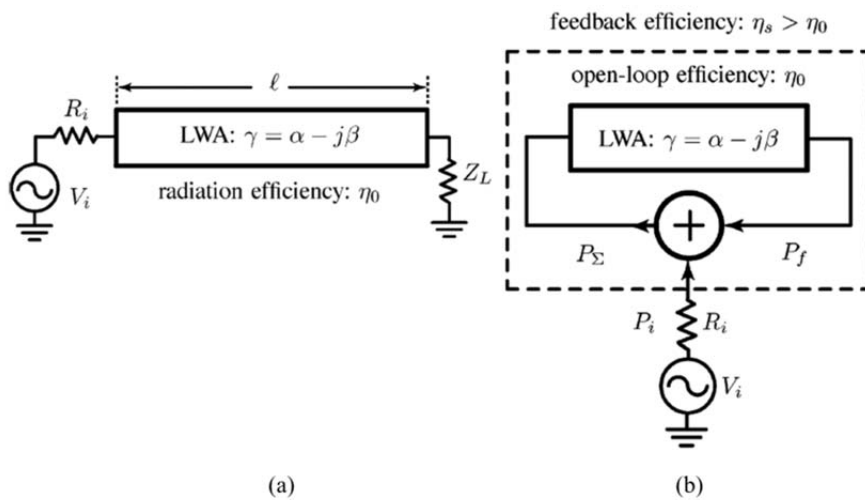 feedback efficiency: ηs > η0
open-loop efficiency: η0
ℓ
Ri
LWA: γ = α − jβ
LWA: γ = α − jβ
Vi
radiation efficiency: η0
ZL
+
PΣ
Pf
Pi
Ri
Vi
(a)
(b)